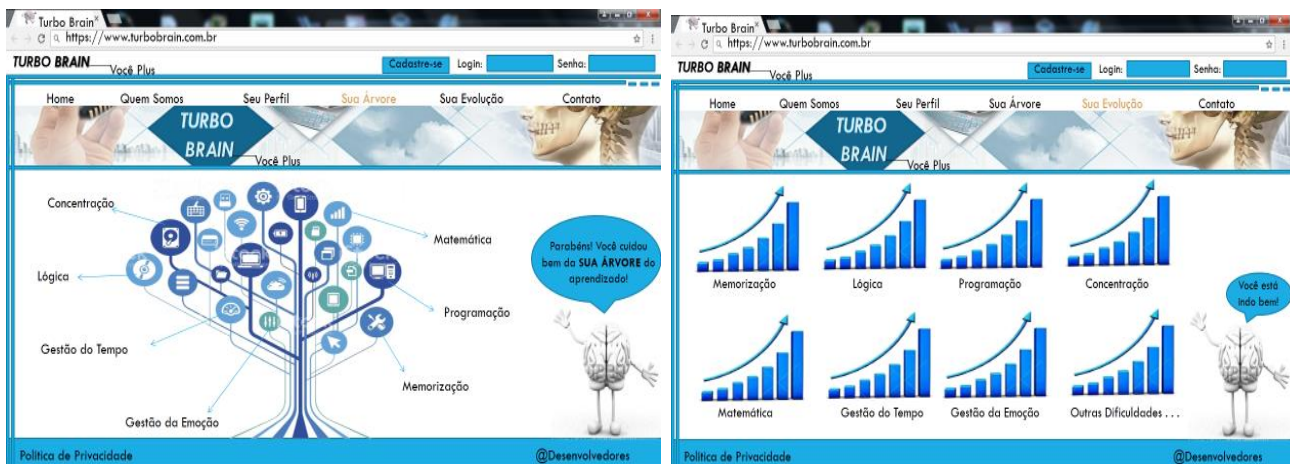 Turbo Brain
https://www.turbobrain.com.br
TURBO BRAIN
Você Plus
Cadastre-se Login: Senha:
Home Quem Somos Seu Perfil Sua Árvore Sua Evolução Contato
TURBO
BRAIN
Você Plus
Concentração
Lógica
Gestão do Tempo
Gestão da Emoção
Matemática
Programação
Memorização
Parabéns! Você cuidou
bem da SUA ÁRVORE do
aprendizado!
Política de Privacidade @Desenvolvedores
Turbo Brain
https://www.turbobrain.com.br
TURBO BRAIN
Você Plus
Cadastre-se Login: Senha:
Home Quem Somos Seu Perfil Sua Árvore Sua Evolução Contato
TURBO
BRAIN
Você Plus
Memorização Lógica Programação Concentração
Você está
indo bem!
Matemática Gestão do Tempo Gestão da Emoção Outras Dificuldades . . .
Política de Privacidade @Desenvolvedores